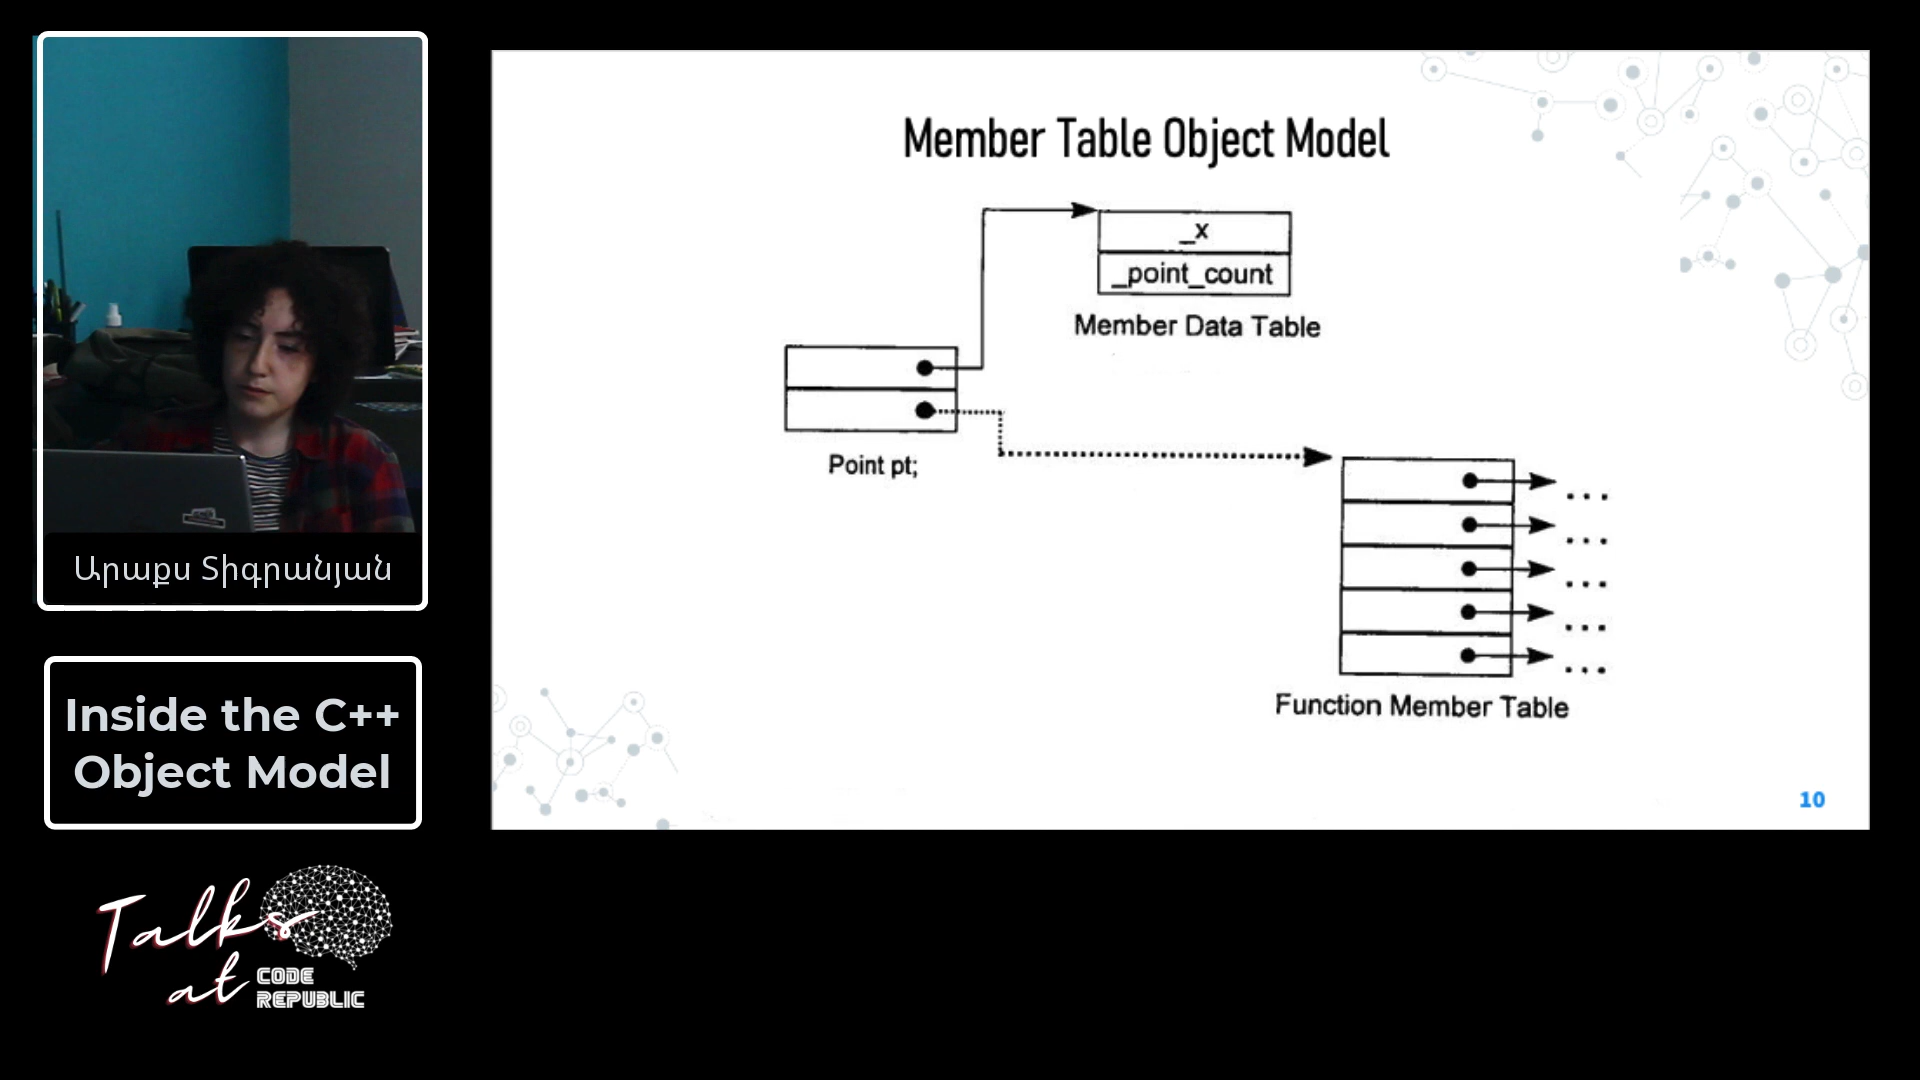 Արաքս Տիգրանյան
Inside the C++
Object Model
Talks
at CODE
REPUBLIC
Member Table Object Model
_x
_point_count
Member Data Table
Point pt;
...
...
...
...
...
Function Member Table
10